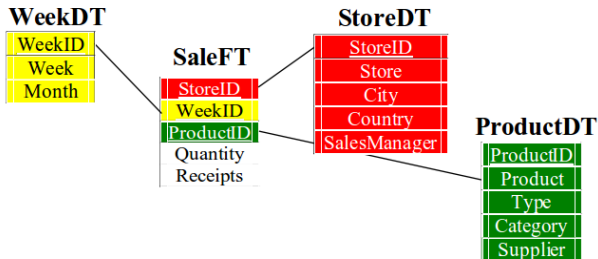 WeekDT
WeekID
Week
Month
SaleFT
StoreID
WeekID
ProductID
Quantity
Receipts
StoreDT
StoreID
Store
City
Country
SalesManager
ProductDT
ProductID
Product
Type
Category
Supplier